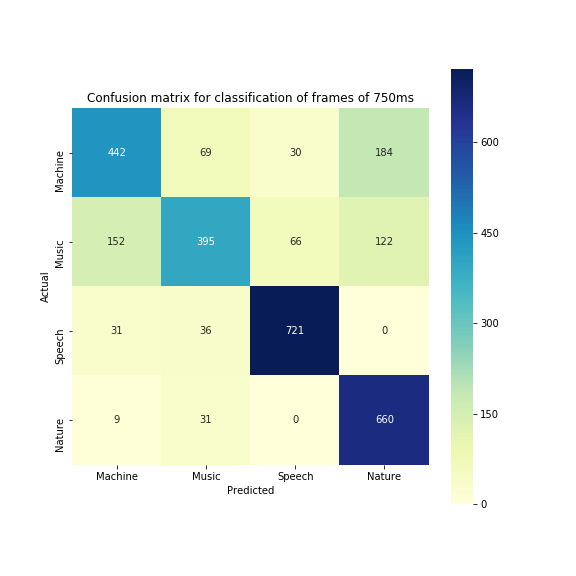 Confusion matrix for classification of frames of 750ms
Actual
Machine
442 69 30 184
Music
152 395 66 122
Speech
31 36 721 0
Nature
9 31 0 660
Machine Music Speech Nature
Predicted
600
450
300
150
0